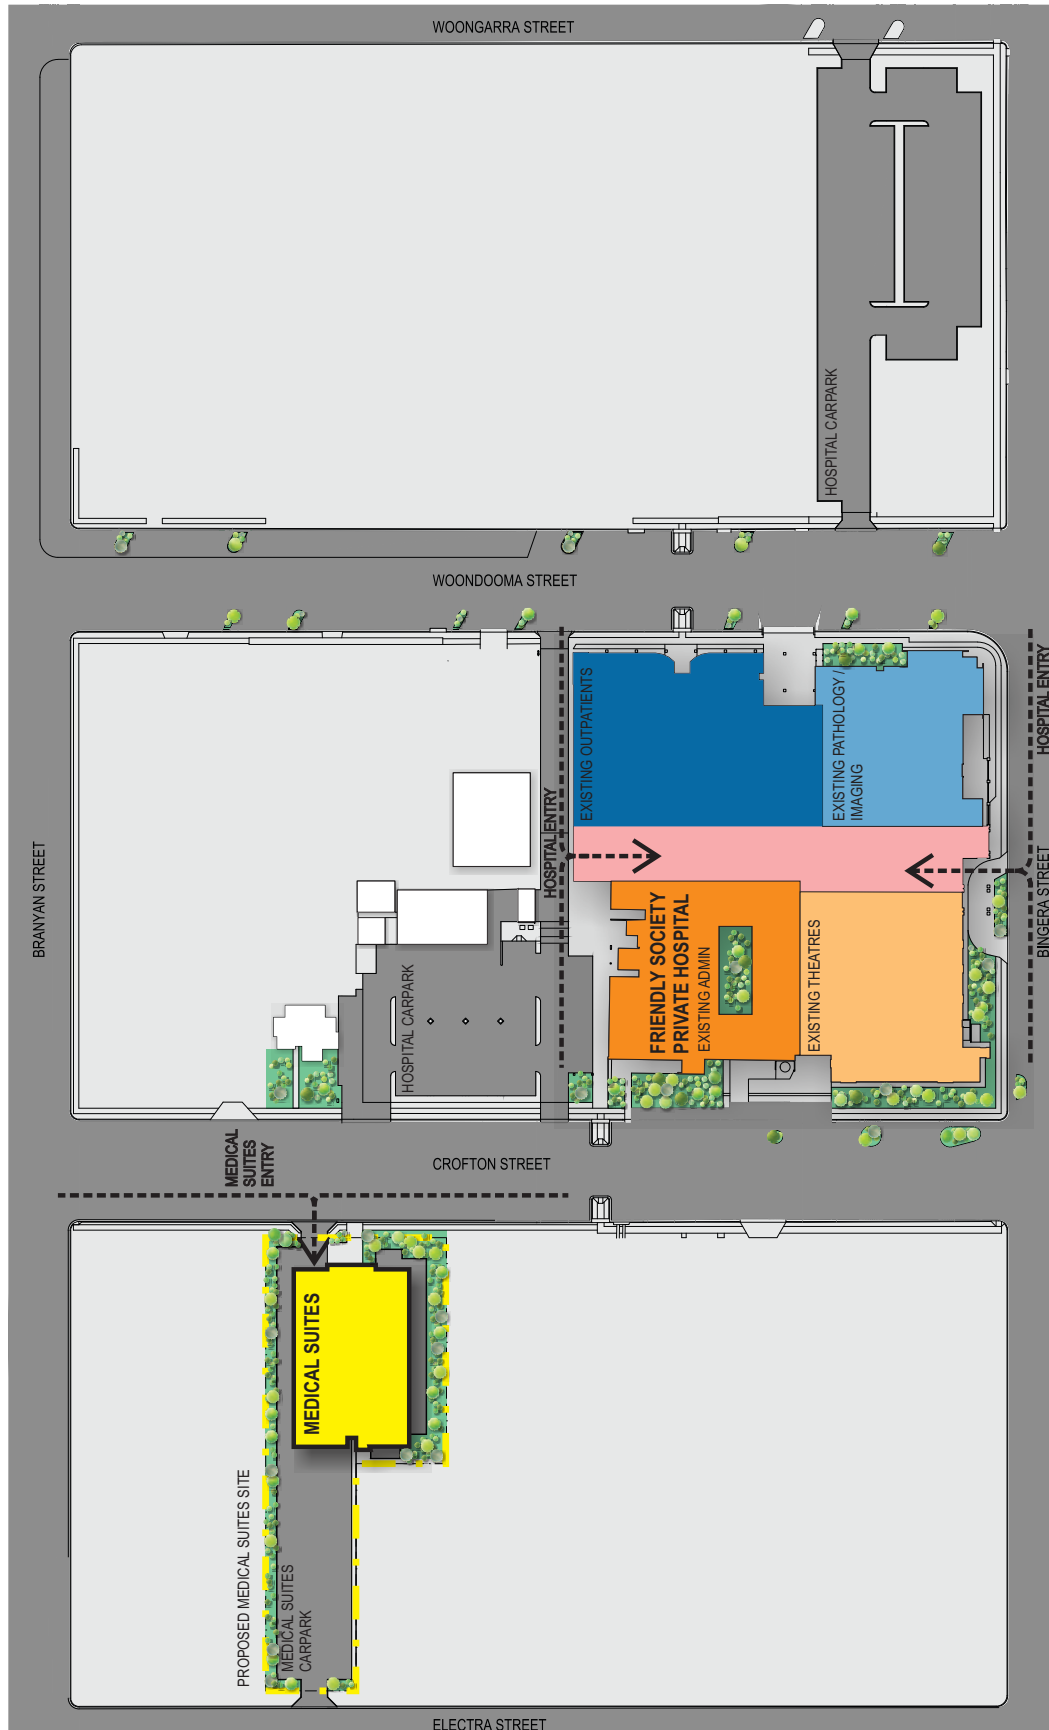 WOONGARRA STREET
HOSPITAL CARPARK
WOONDOOMA STREET
HOSPITAL ENTRY
EXISTING OUTPATIENTS
EXISTING PATHOLOGY /
IMAGING
HOSPITAL ENTRY
BRANYAN STREET
BINGERA STREET
HOSPITAL CARPARK
FRIENDLY SOCIETY
PRIVATE HOSPITAL
EXISTING ADMIN
EXISTING THEATRES
MEDICAL
SUITES
ENTRY
CROFTON STREET
MEDICAL SUITES
PROPOSED MEDICAL SUITES SITE
MEDICAL SUITES
CARPARK
ELECTRA STREET